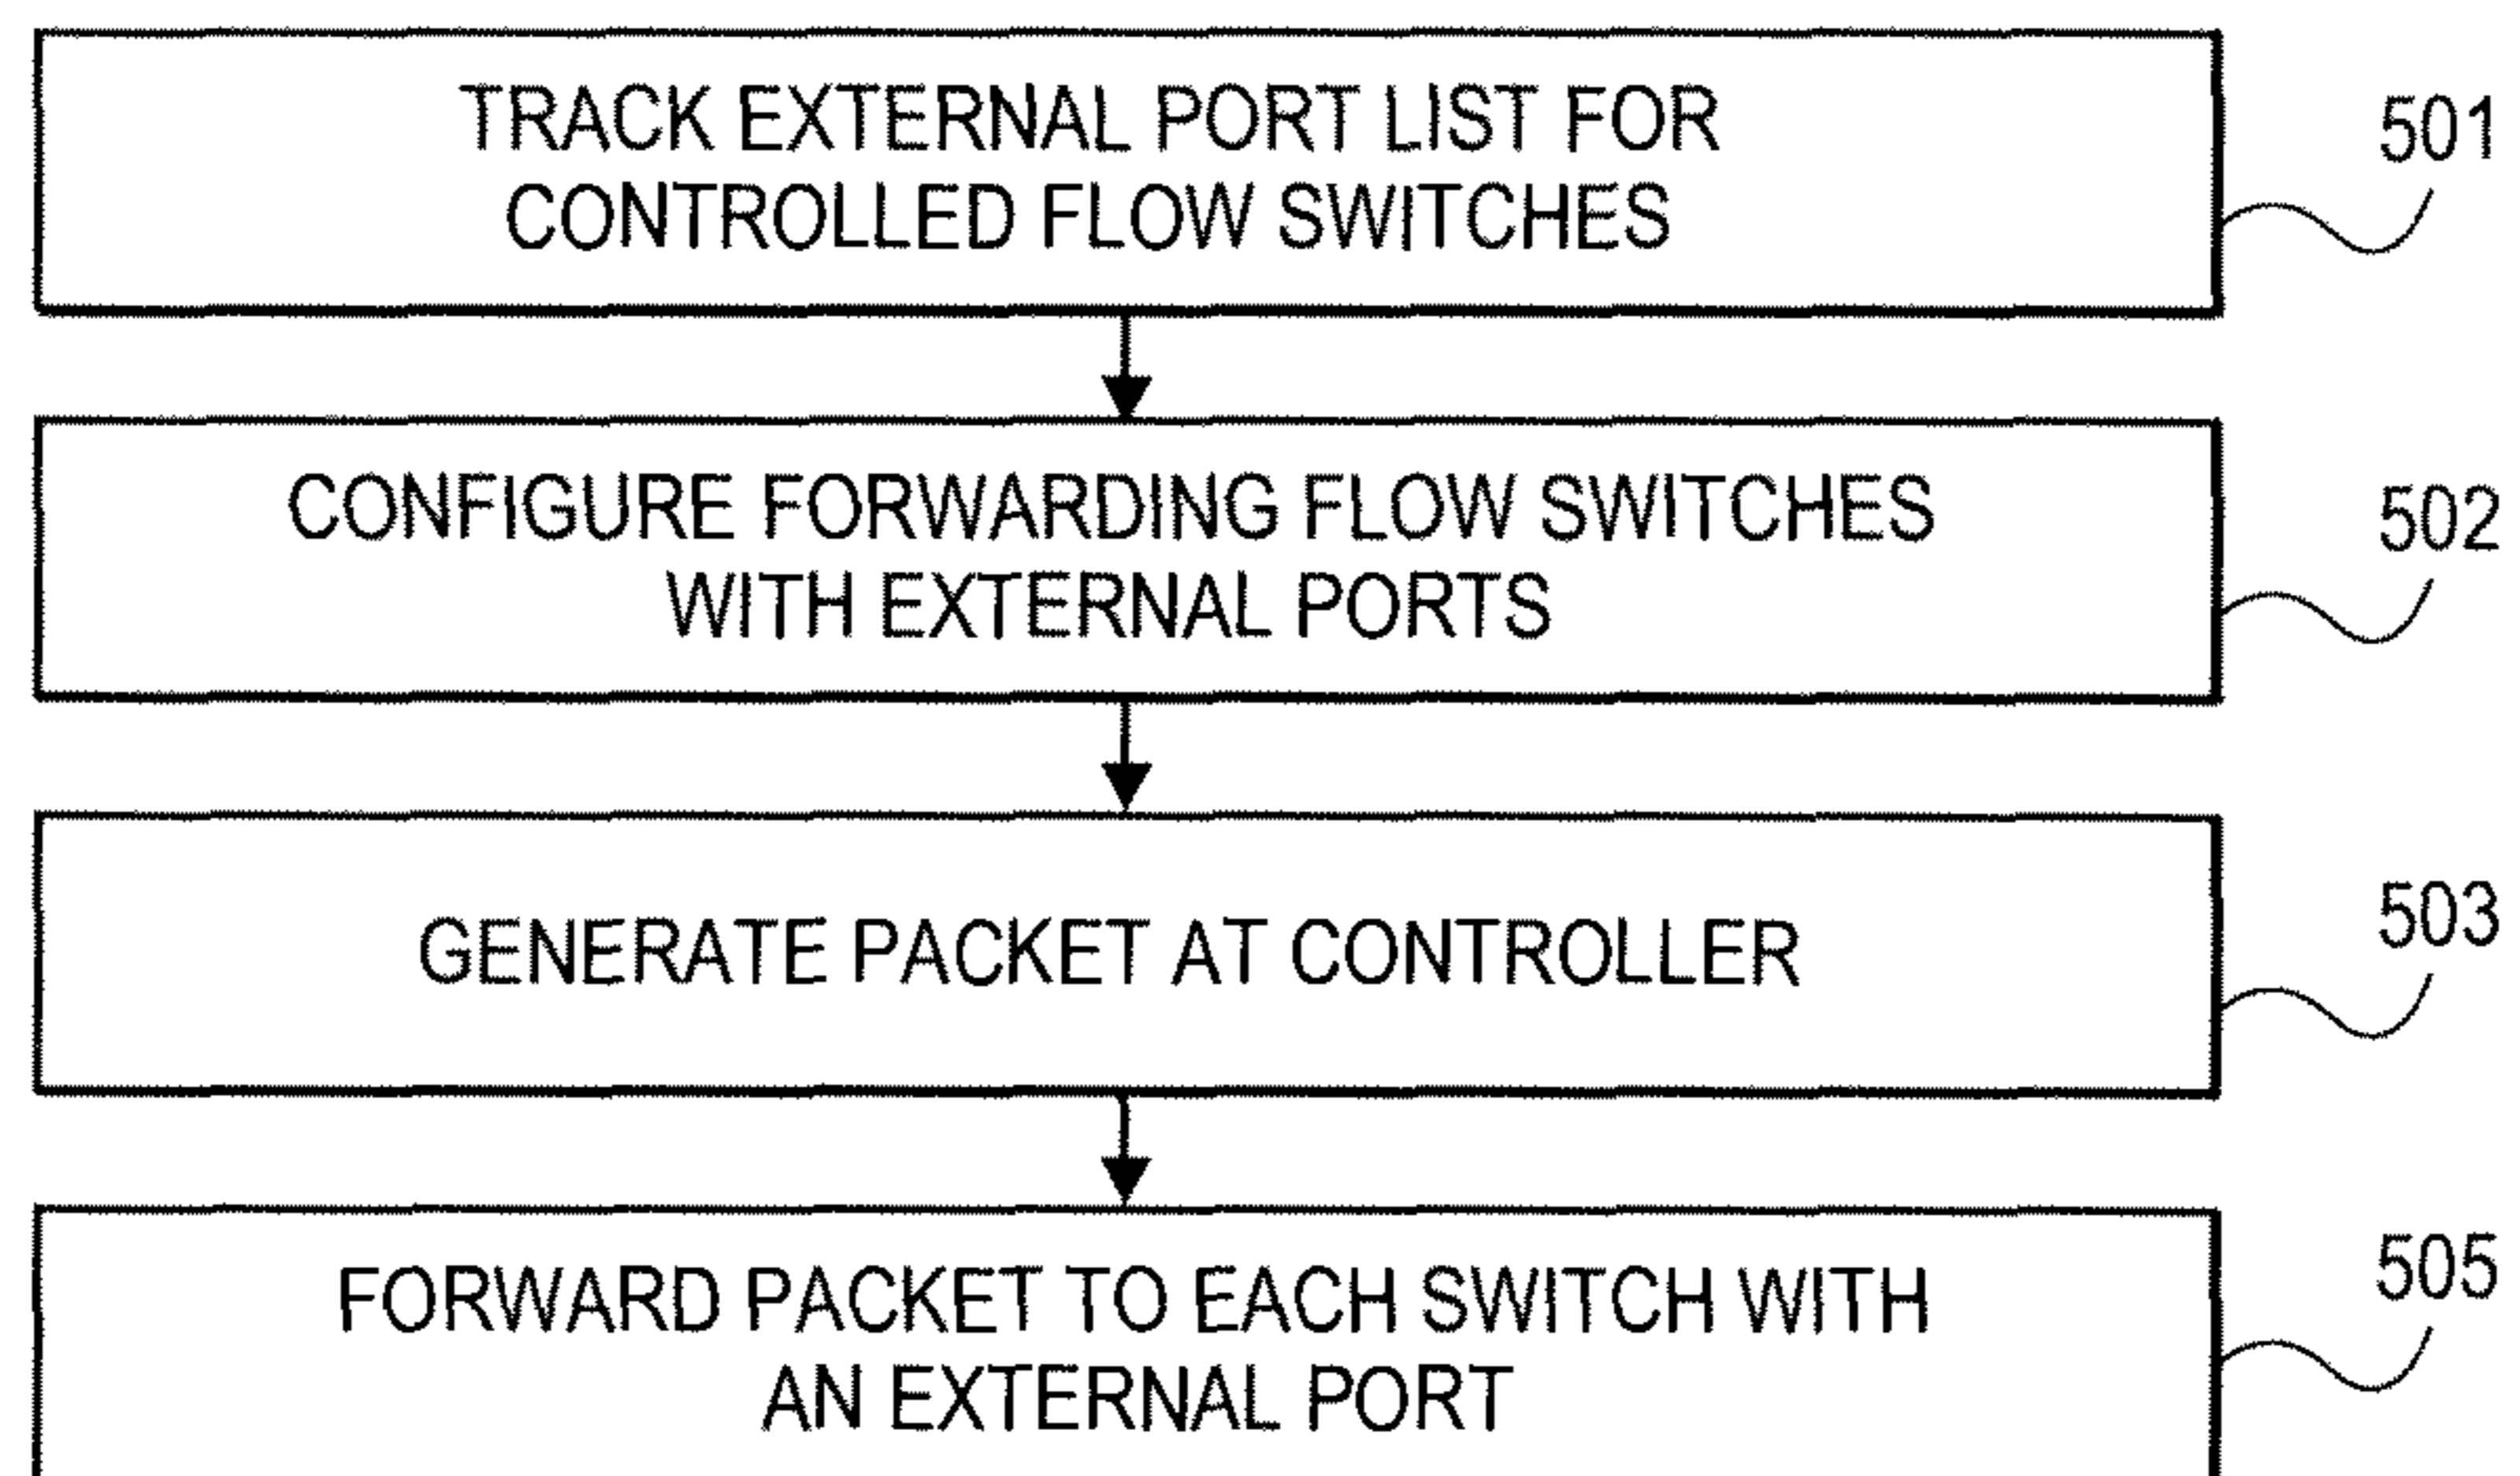 TRACK EXTERNAL PORT LIST FOR
CONTROLLED FLOW SWITCHES
501
CONFIGURE FORWARDING FLOW SWITCHES
WITH EXTERNAL PORTS
502
GENERATE PACKET AT CONTROLLER
503
FORWARD PACKET TO EACH SWITCH WITH
AN EXTERNAL PORT
505